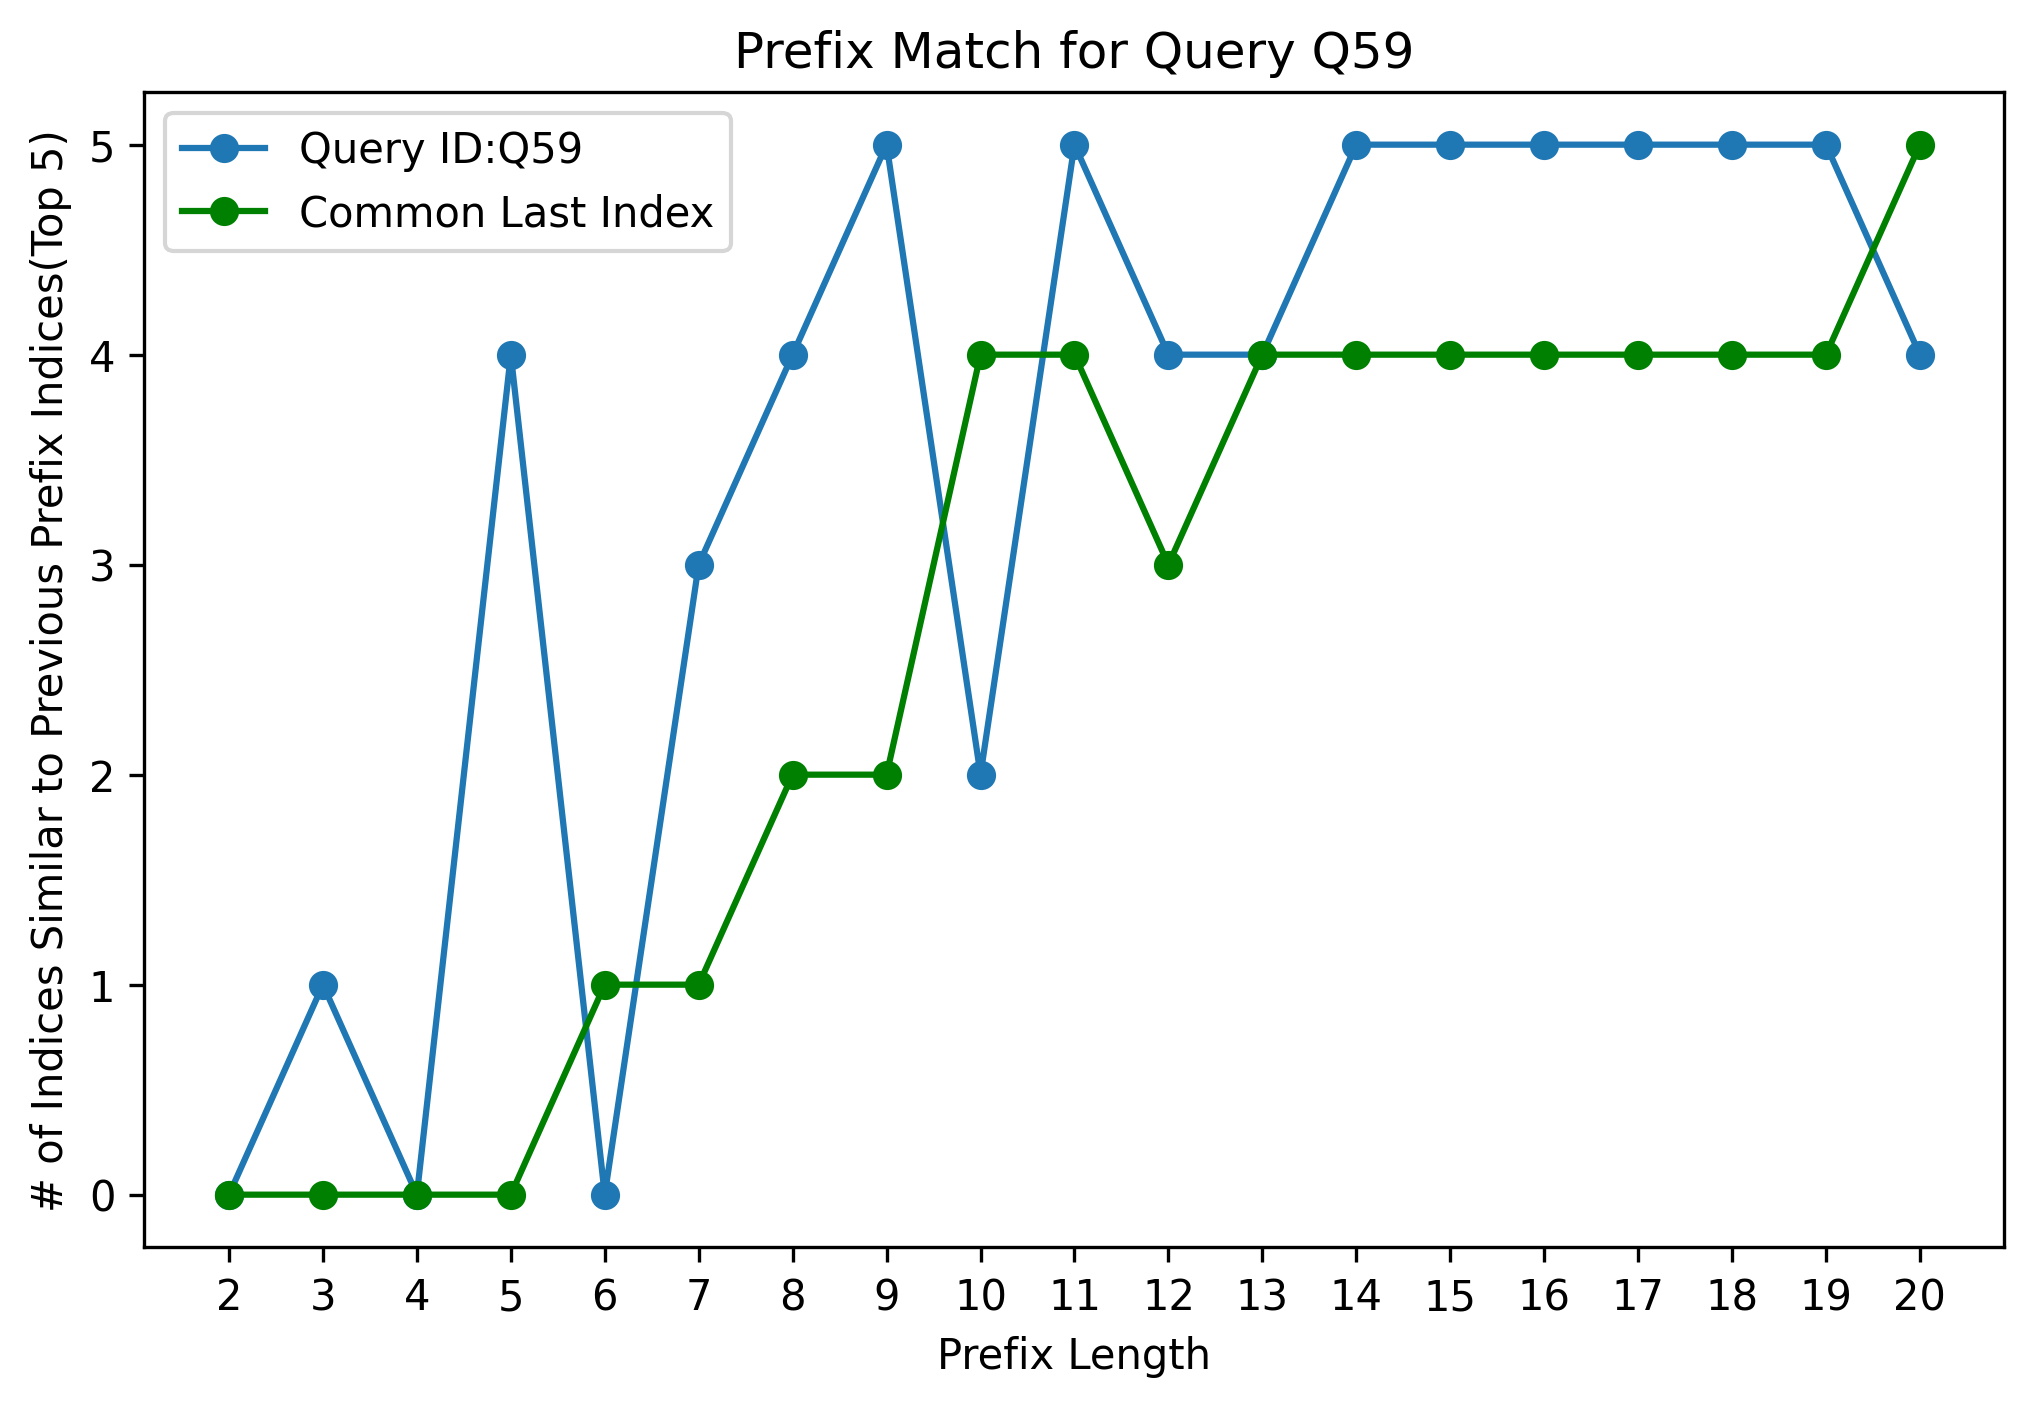 Prefix Match for Query Q59
Query ID:Q59
Common Last Index
# of Indices Similar to Previous Prefix Indices(Top 5)
5
4
3
2
1
0
2 3 4 5 6 7 8 9 10 11 12 13 14 15 16 17 18 19 20
Prefix Length